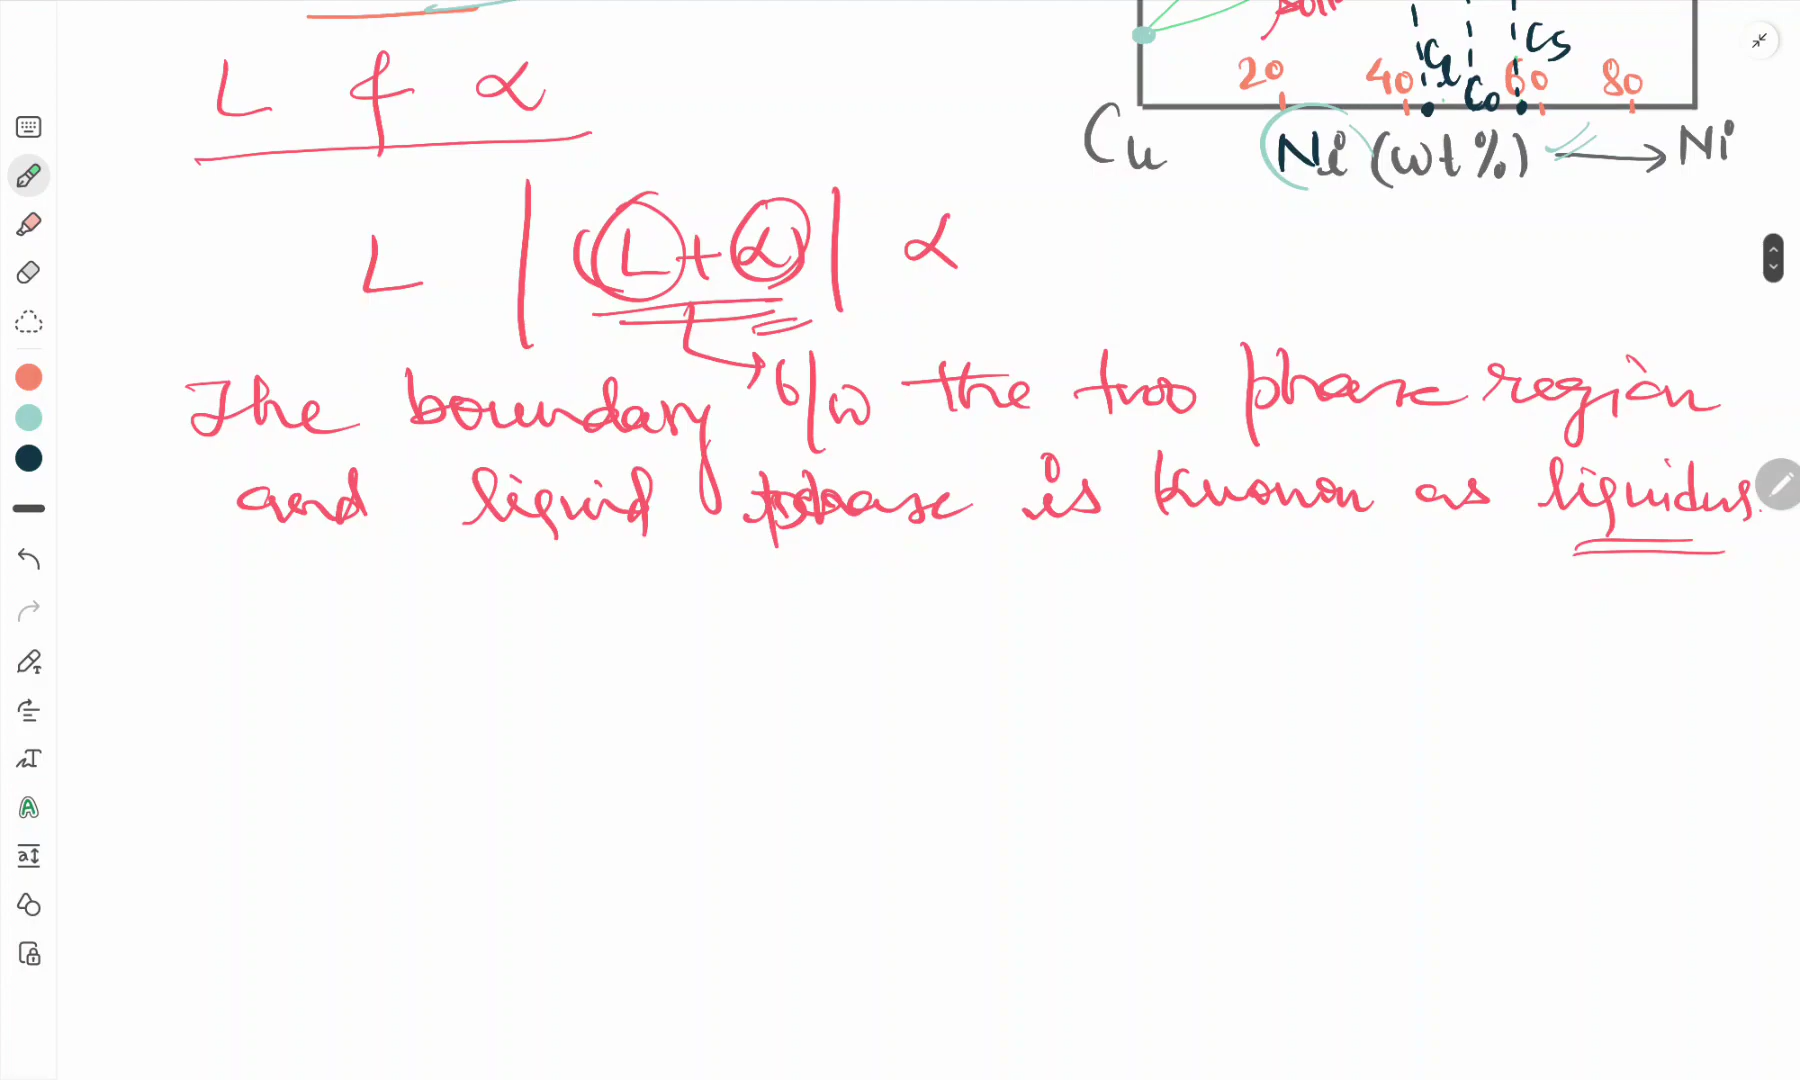 Cs
Cl
20 40 60 80
Co
L & α
Cu Ni (wt%) → Ni
L | (L+α) | α
The boundary b/w the two phase region
and liquid phase is known as liquidus.